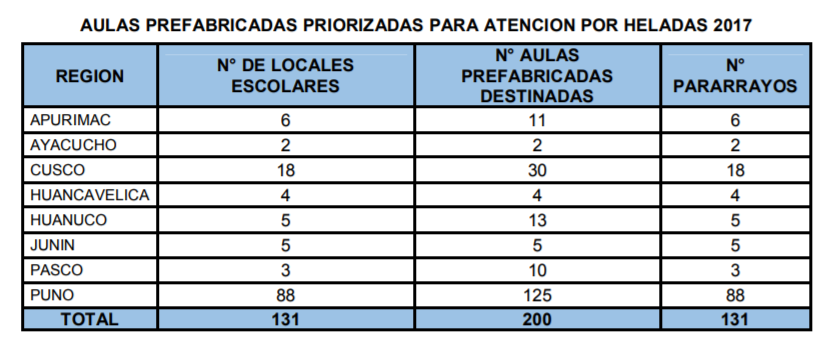 AULAS PREFABRICADAS PRIORIZADAS PARA ATENCION POR HELADAS 2017
REGION N° DE LOCALES ESCOLARES N° AULAS PREFABRICADAS DESTINADAS N° PARARRAYOS
APURIMAC 6 11 6
AYACUCHO 2 2 2
CUSCO 18 30 18
HUANCAVELICA 4 4 4
HUANUCO 5 13 5
JUNIN 5 5 5
PASCO 3 10 3
PUNO 88 125 88
TOTAL 131 200 131